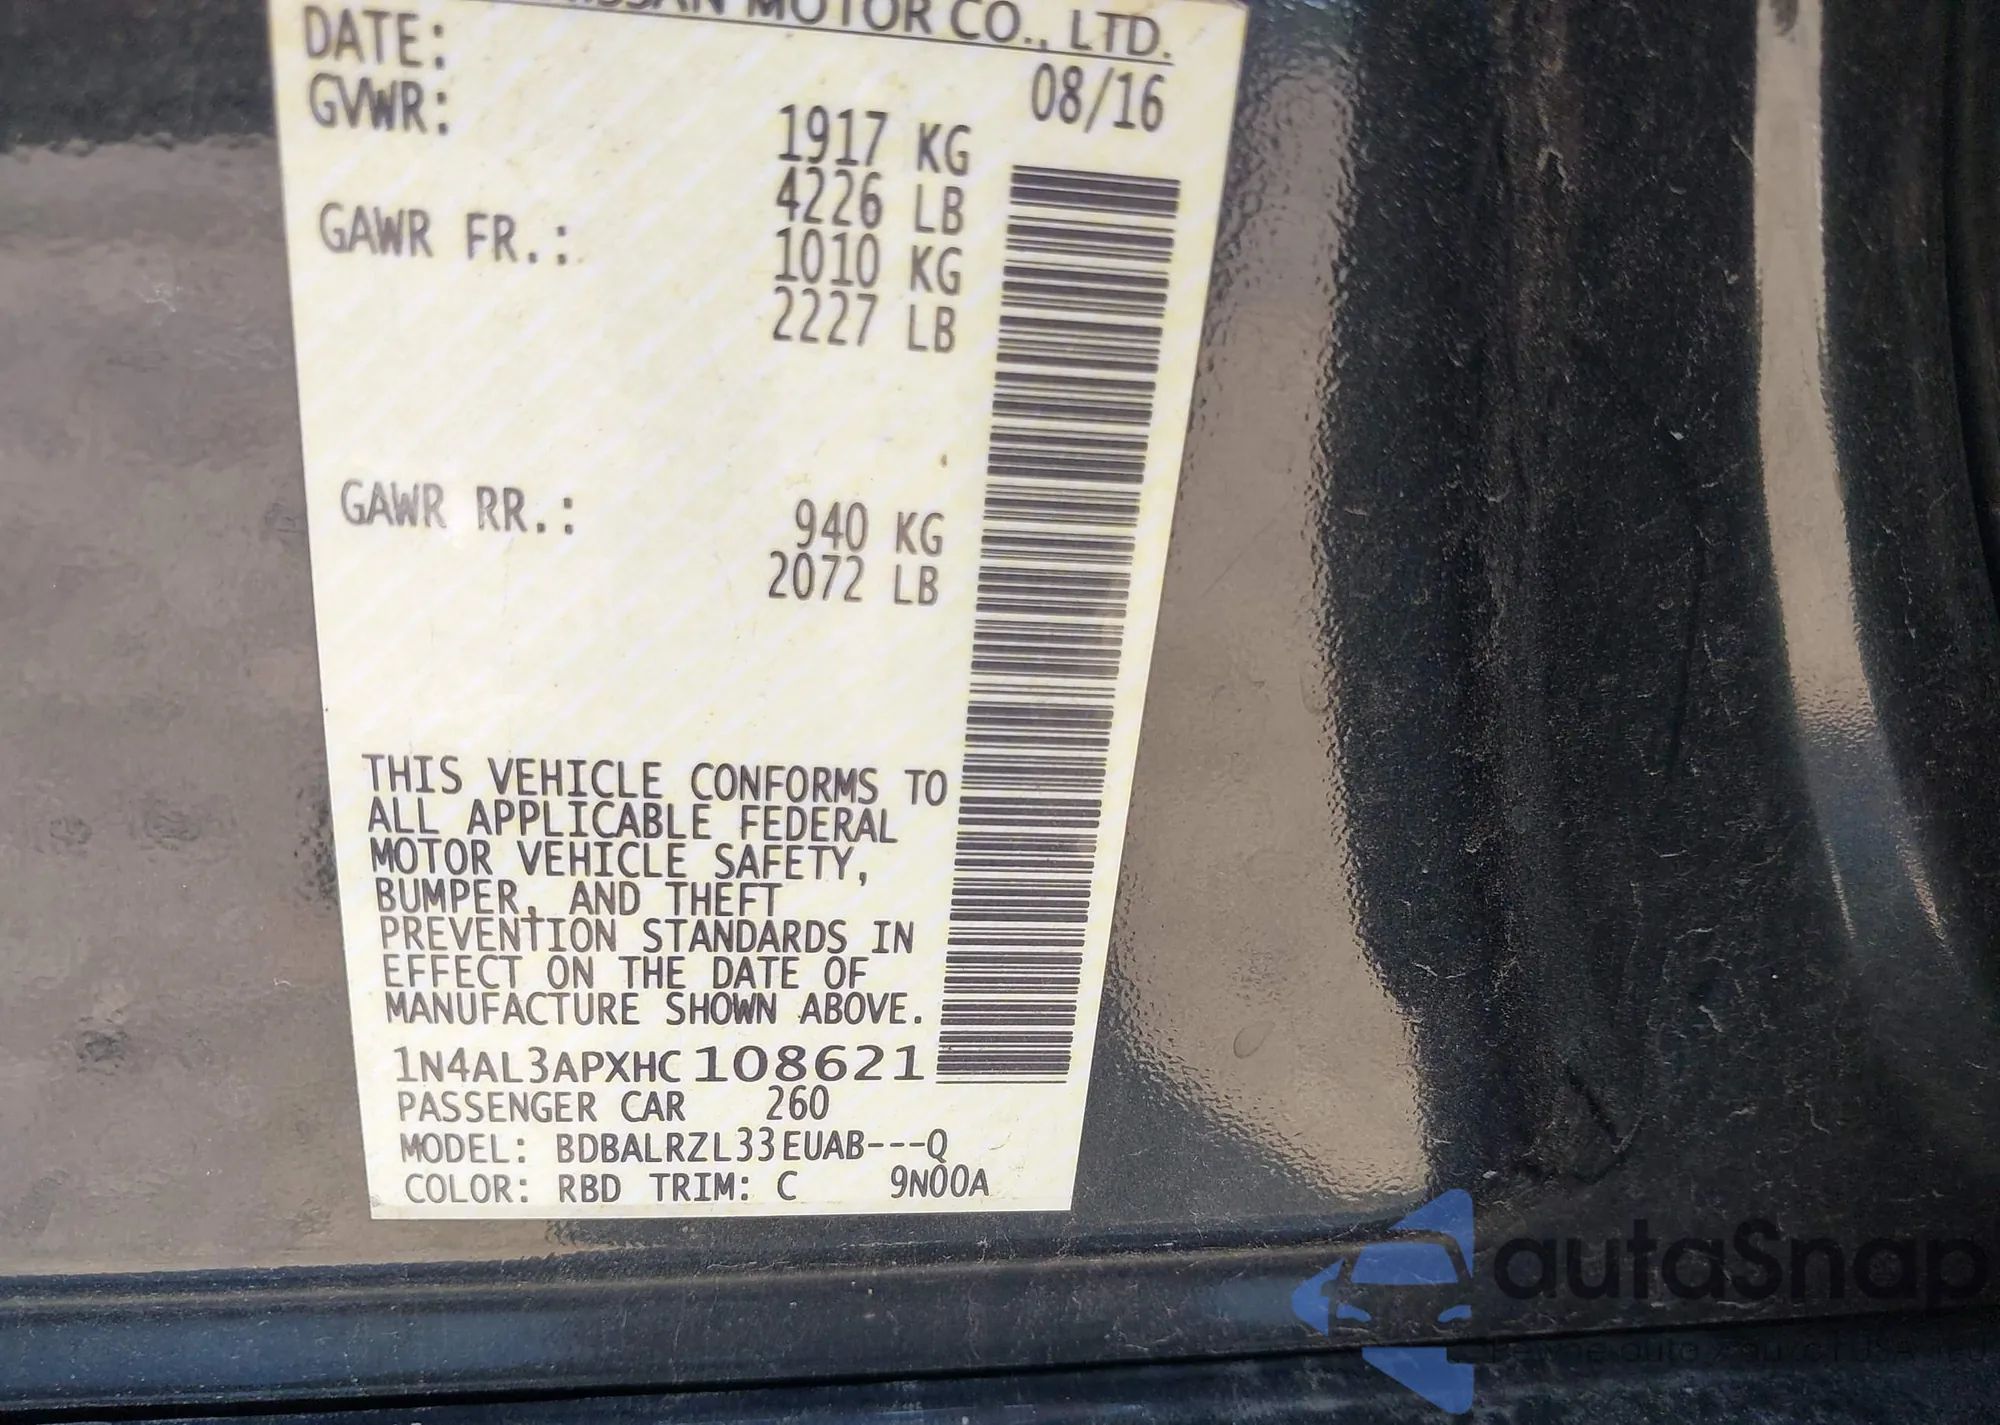 NISSAN MOTOR CO., LTD.
DATE: 08/16
GVWR: 1917 KG
4226 LB
GAWR FR.: 1010 KG
2227 LB
GAWR RR.: 940 KG
2072 LB
THIS VEHICLE CONFORMS TO
ALL APPLICABLE FEDERAL
MOTOR VEHICLE SAFETY,
BUMPER, AND THEFT
PREVENTION STANDARDS IN
EFFECT ON THE DATE OF
MANUFACTURE SHOWN ABOVE.
1N4AL3APXHC108621
PASSENGER CAR 260
MODEL: BDBALRZL33EUAB---Q
COLOR: RBD TRIM: C 9N00A
autoSnap